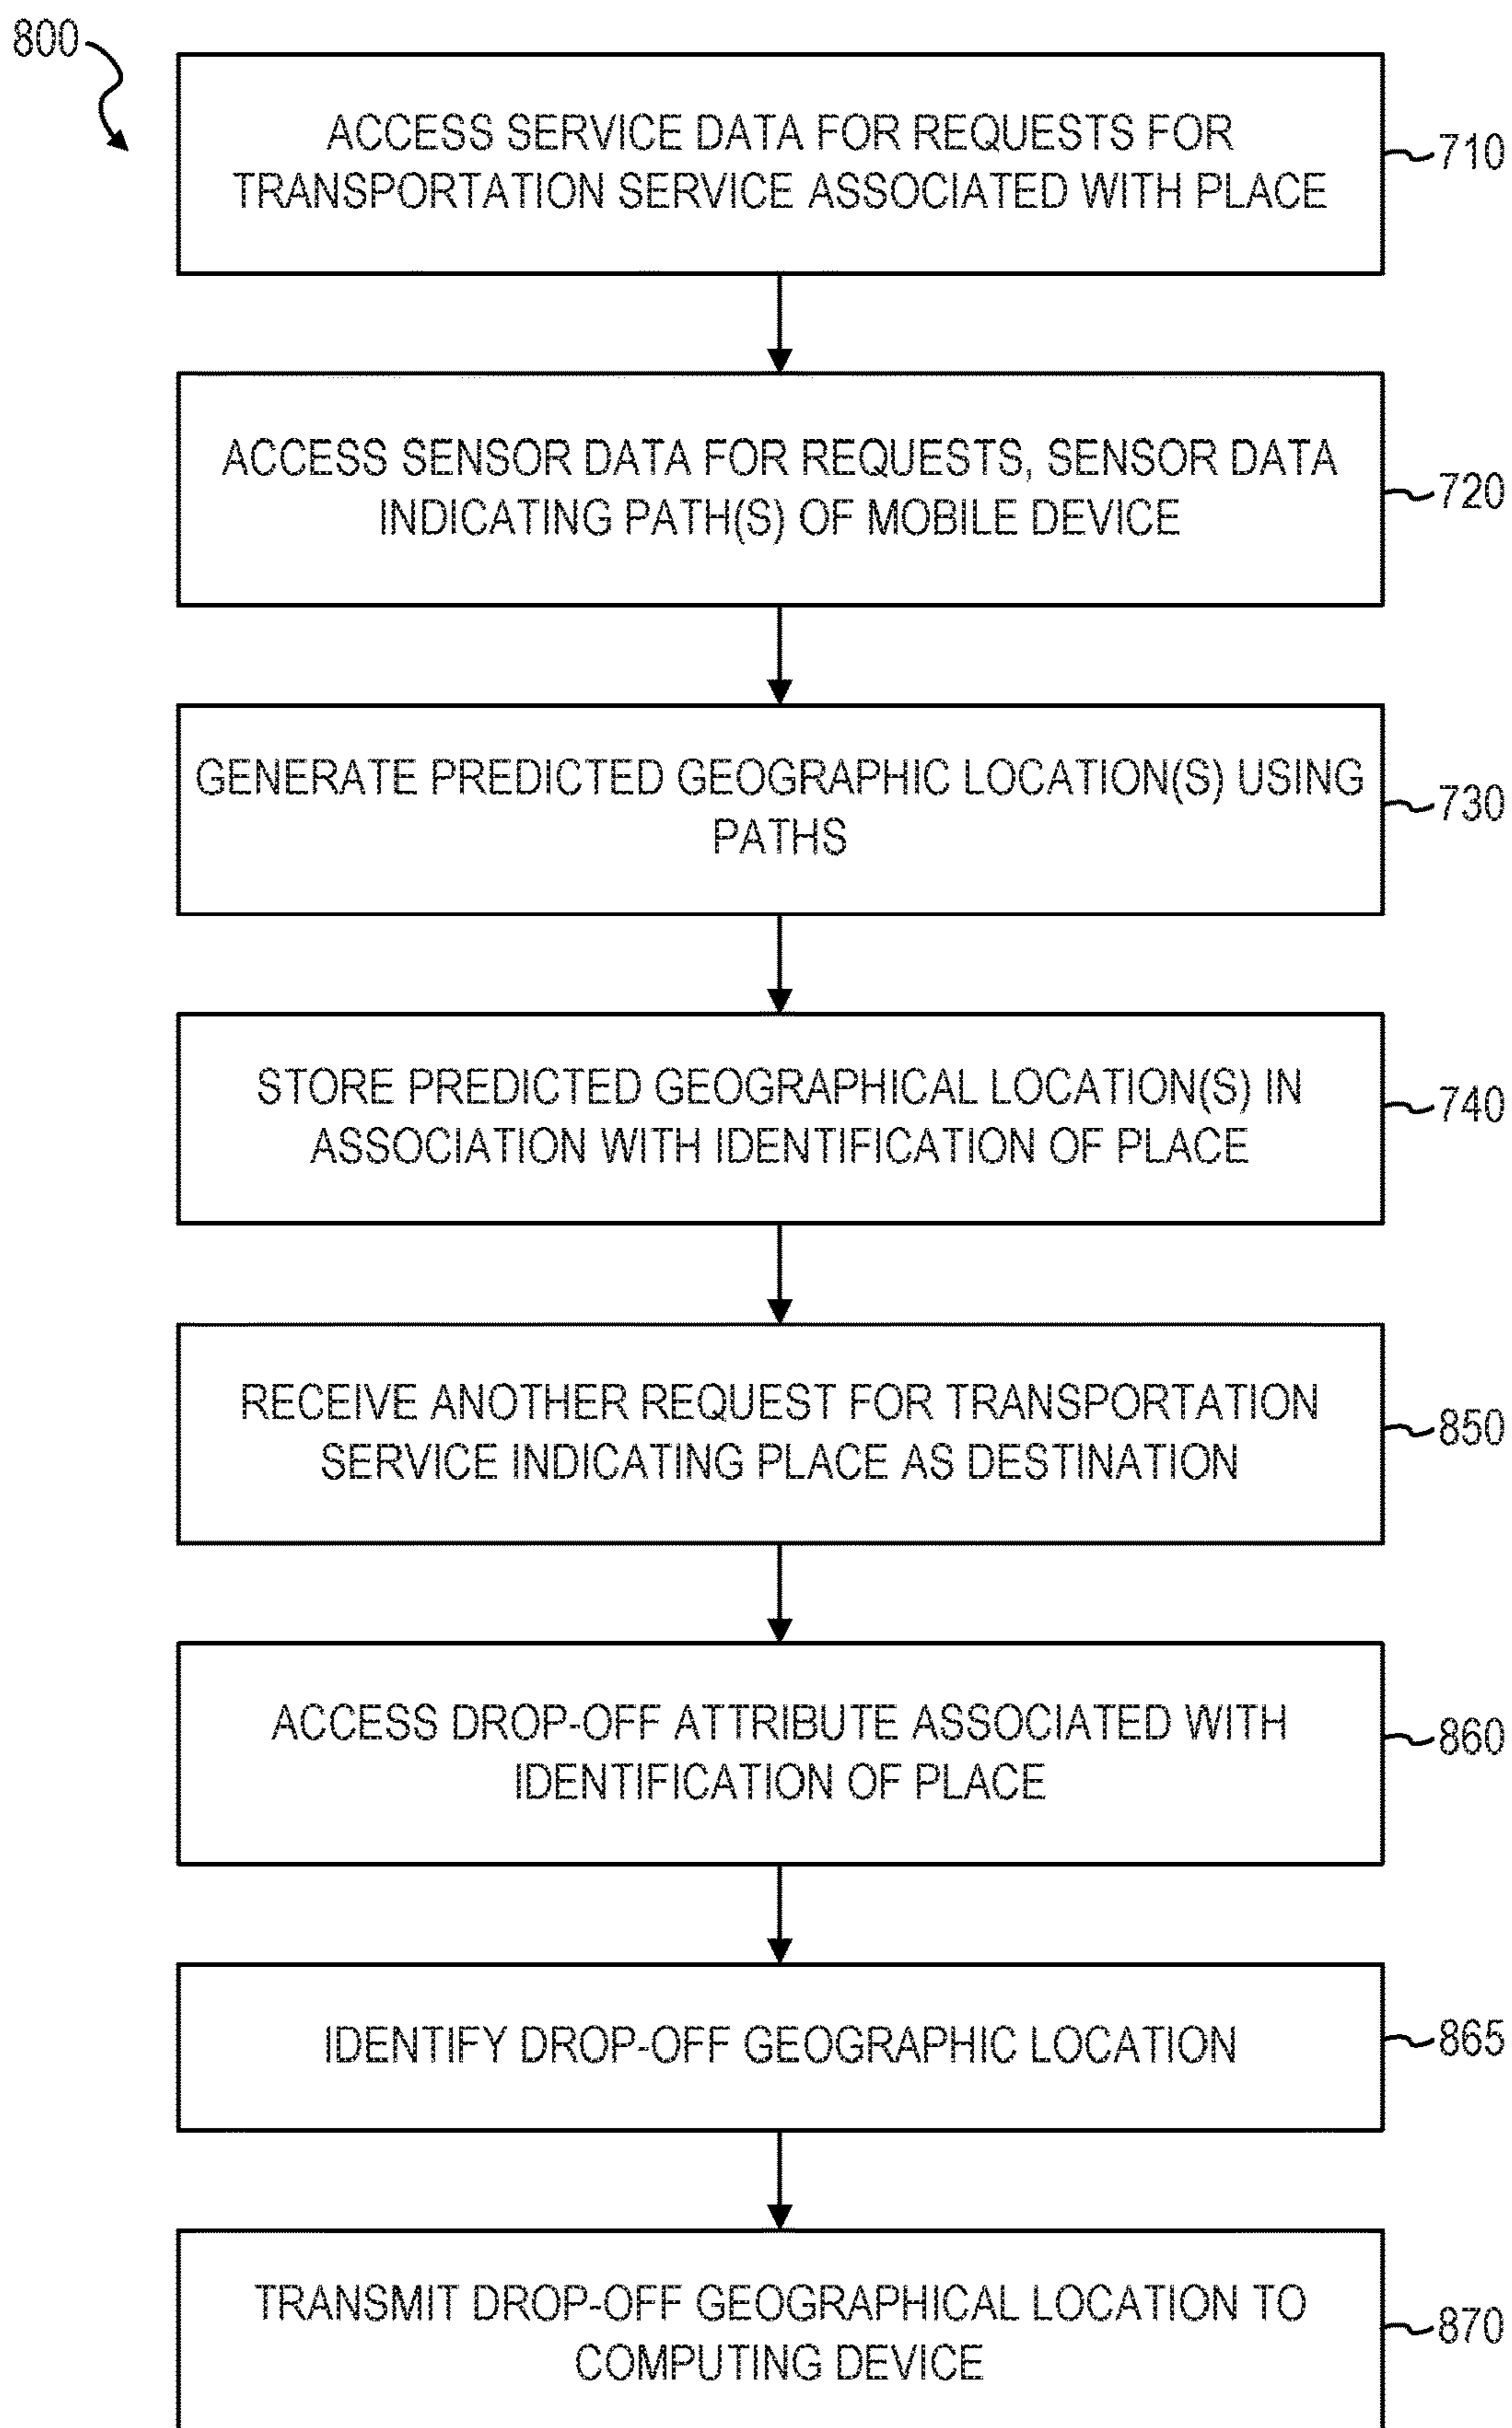 800
ACCESS SERVICE DATA FOR REQUESTS FOR
TRANSPORTATION SERVICE ASSOCIATED WITH PLACE
710
ACCESS SENSOR DATA FOR REQUESTS, SENSOR DATA
INDICATING PATH(S) OF MOBILE DEVICE
720
GENERATE PREDICTED GEOGRAPHIC LOCATION(S) USING
PATHS
730
STORE PREDICTED GEOGRAPHICAL LOCATION(S) IN
ASSOCIATION WITH IDENTIFICATION OF PLACE
740
RECEIVE ANOTHER REQUEST FOR TRANSPORTATION
SERVICE INDICATING PLACE AS DESTINATION
850
ACCESS DROP-OFF ATTRIBUTE ASSOCIATED WITH
IDENTIFICATION OF PLACE
860
IDENTIFY DROP-OFF GEOGRAPHIC LOCATION
865
TRANSMIT DROP-OFF GEOGRAPHICAL LOCATION TO
COMPUTING DEVICE
870